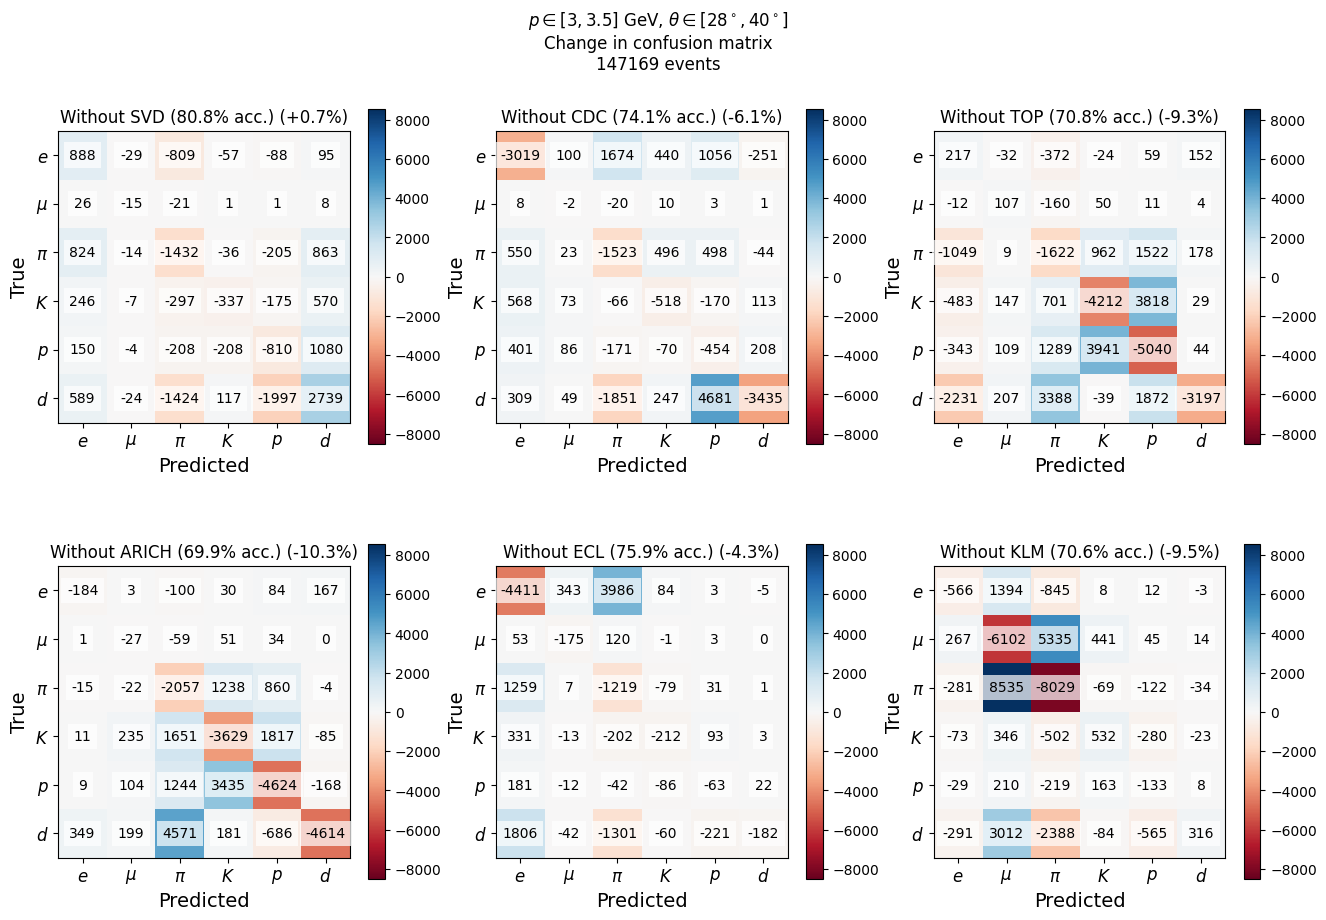 p ∈ [3, 3.5] GeV, θ ∈ [28°, 40°]
Change in confusion matrix
147169 events
Without SVD (80.8% acc.) (+0.7%)
e 888 -29 -809 -57 -88 95
μ 26 -15 -21 1 1 8
π 824 -14 -1432 -36 -205 863
K 246 -7 -297 -337 -175 570
p 150 -4 -208 -208 -810 1080
d 589 -24 -1424 117 -1997 2739
e μ π K p d
Predicted
True
8000
6000
4000
2000
0
−2000
−4000
−6000
−8000
Without CDC (74.1% acc.) (-6.1%)
e -3019 100 1674 440 1056 -251
μ 8 -2 -20 10 3 1
π 550 23 -1523 496 498 -44
K 568 73 -66 -518 -170 113
p 401 86 -171 -70 -454 208
d 309 49 -1851 247 4681 -3435
e μ π K p d
Predicted
True
8000
6000
4000
2000
0
−2000
−4000
−6000
−8000
Without TOP (70.8% acc.) (-9.3%)
e 217 -32 -372 -24 59 152
μ -12 107 -160 50 11 4
π -1049 9 -1622 962 1522 178
K -483 147 701 -4212 3818 29
p -343 109 1289 3941 -5040 44
d -2231 207 3388 -39 1872 -3197
e μ π K p d
Predicted
True
8000
6000
4000
2000
0
−2000
−4000
−6000
−8000
Without ARICH (69.9% acc.) (-10.3%)
e -184 3 -100 30 84 167
μ 1 -27 -59 51 34 0
π -15 -22 -2057 1238 860 -4
K 11 235 1651 -3629 1817 -85
p 9 104 1244 3435 -4624 -168
d 349 199 4571 181 -686 -4614
e μ π K p d
Predicted
True
8000
6000
4000
2000
0
−2000
−4000
−6000
−8000
Without ECL (75.9% acc.) (-4.3%)
e -4411 343 3986 84 3 -5
μ 53 -175 120 -1 3 0
π 1259 7 -1219 -79 31 1
K 331 -13 -202 -212 93 3
p 181 -12 -42 -86 -63 22
d 1806 -42 -1301 -60 -221 -182
e μ π K p d
Predicted
True
8000
6000
4000
2000
0
−2000
−4000
−6000
−8000
Without KLM (70.6% acc.) (-9.5%)
e -566 1394 -845 8 12 -3
μ 267 -6102 5335 441 45 14
π -281 8535 -8029 -69 -122 -34
K -73 346 -502 532 -280 -23
p -29 210 -219 163 -133 8
d -291 3012 -2388 -84 -565 316
e μ π K p d
Predicted
True
8000
6000
4000
2000
0
−2000
−4000
−6000
−8000